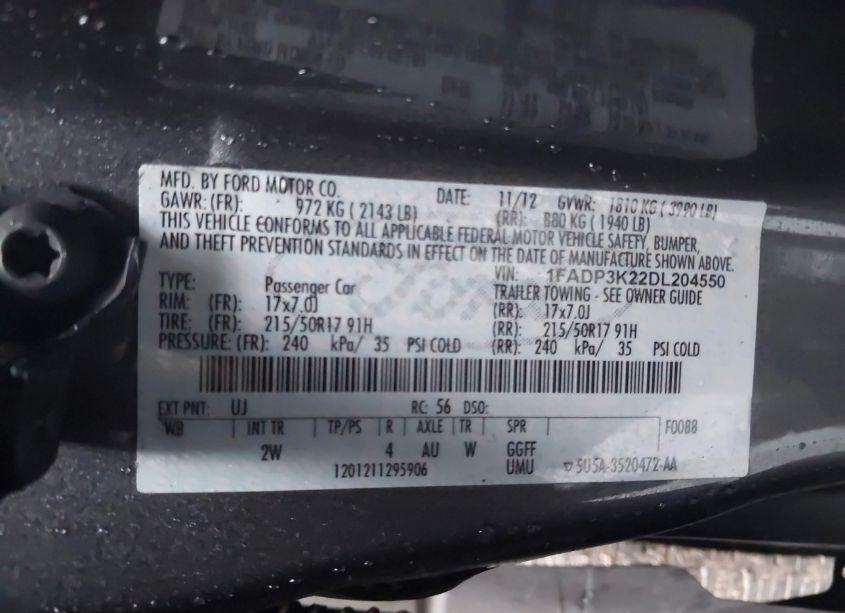 MFD. BY FORD MOTOR CO. DATE: 11/12 GVWR: 1810 KG ( 3990 LB)
GAWR: (FR): 972 KG ( 2143 LB) (RR): 880 KG ( 1940 LB)
THIS VEHICLE CONFORMS TO ALL APPLICABLE FEDERAL MOTOR VEHICLE SAFETY, BUMPER,
AND THEFT PREVENTION STANDARDS IN EFFECT ON THE DATE OF MANUFACTURE SHOWN ABOVE.
VIN: 1FADP3K22DL204550
TYPE: Passenger Car TRAILER TOWING - SEE OWNER GUIDE
RIM: (FR): 17x7.0J (RR): 17x7.0J
TIRE: (FR): 215/50R17 91H (RR): 215/50R17 91H
PRESSURE: (FR): 240 kPa/ 35 PSI COLD (RR): 240 kPa/ 35 PSI COLD
EXT PNT: UJ RC: 56 DSO:
WB INT TR TP/PS R AXLE TR SPR F0088
2W 4 AU W GGFF
1201211295906 UMU ▽5U5A-3520472-AA